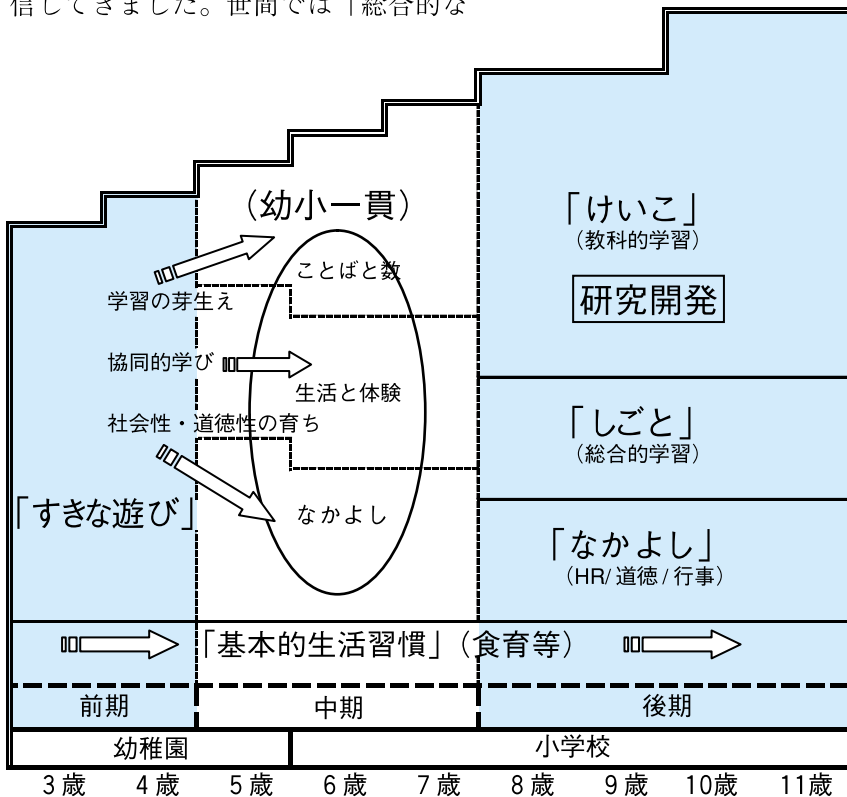 信してきました。世間では「総合的な
(幼小一貫)
ことばと数
学習の芽生え
協同的学び
生活と体験
社会性・道徳性の育ち
「すきな遊び」
なかよし
「けいこ」
(教科的学習)
研究開発
「しごと」
(総合的学習)
「なかよし」
(HR/道徳/行事)
「基本的生活習慣」(食育等)
前期 中期 後期
幼稚園 小学校
3歳 4歳 5歳 6歳 7歳 8歳 9歳 10歳 11歳